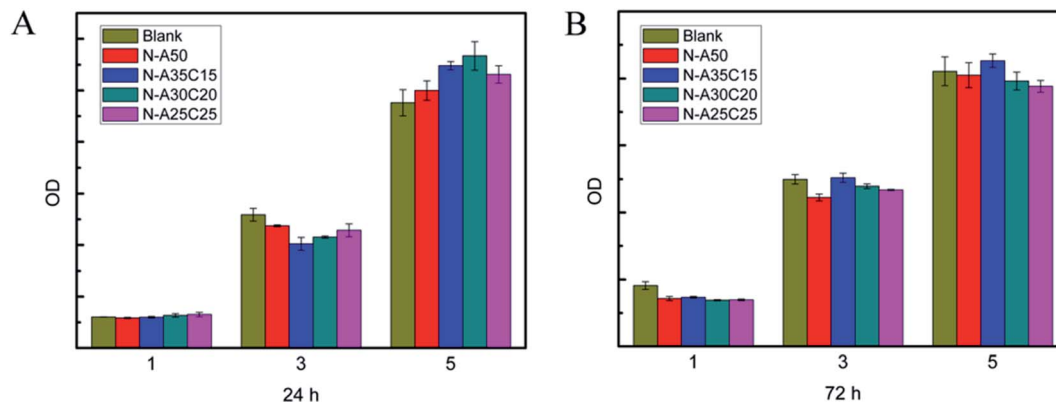 A
Blank
N-A50
N-A35C15
N-A30C20
N-A25C25
OD
1 3 5
24 h
B
Blank
N-A50
N-A35C15
N-A30C20
N-A25C25
OD
1 3 5
72 h